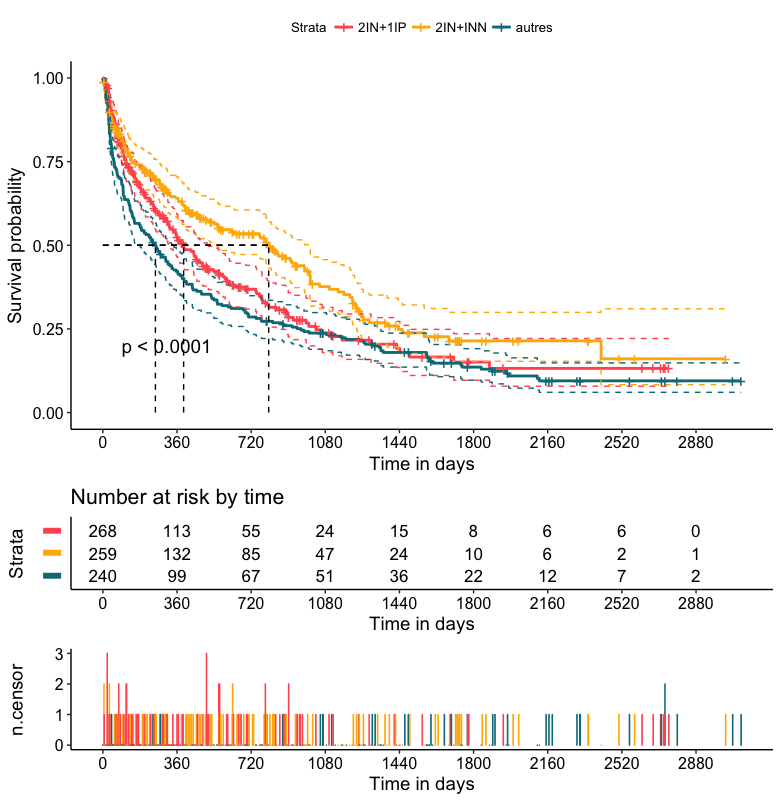 Strata 2IN+1IP 2IN+INN autres
1.00
0.75
0.50
0.25
0.00
Survival probability
p < 0.0001
0 360 720 1080 1440 1800 2160 2520 2880
Time in days
Number at risk by time
Strata
268 113 55 24 15 8 6 6 0
259 132 85 47 24 10 6 2 1
240 99 67 51 36 22 12 7 2
0 360 720 1080 1440 1800 2160 2520 2880
Time in days
n.censor
3
2
1
0
0 360 720 1080 1440 1800 2160 2520 2880
Time in days